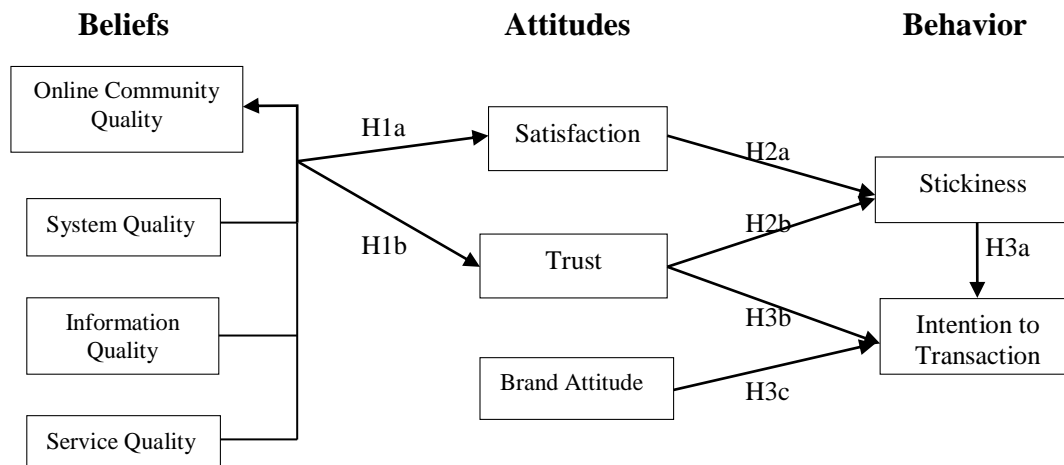 Beliefs
Attitudes
Behavior
Online Community
Quality
System Quality
Information
Quality
Service Quality
H1a
H1b
Satisfaction
Trust
Brand Attitude
H2a
H2b
H3b
H3c
Stickiness
H3a
Intention to
Transaction